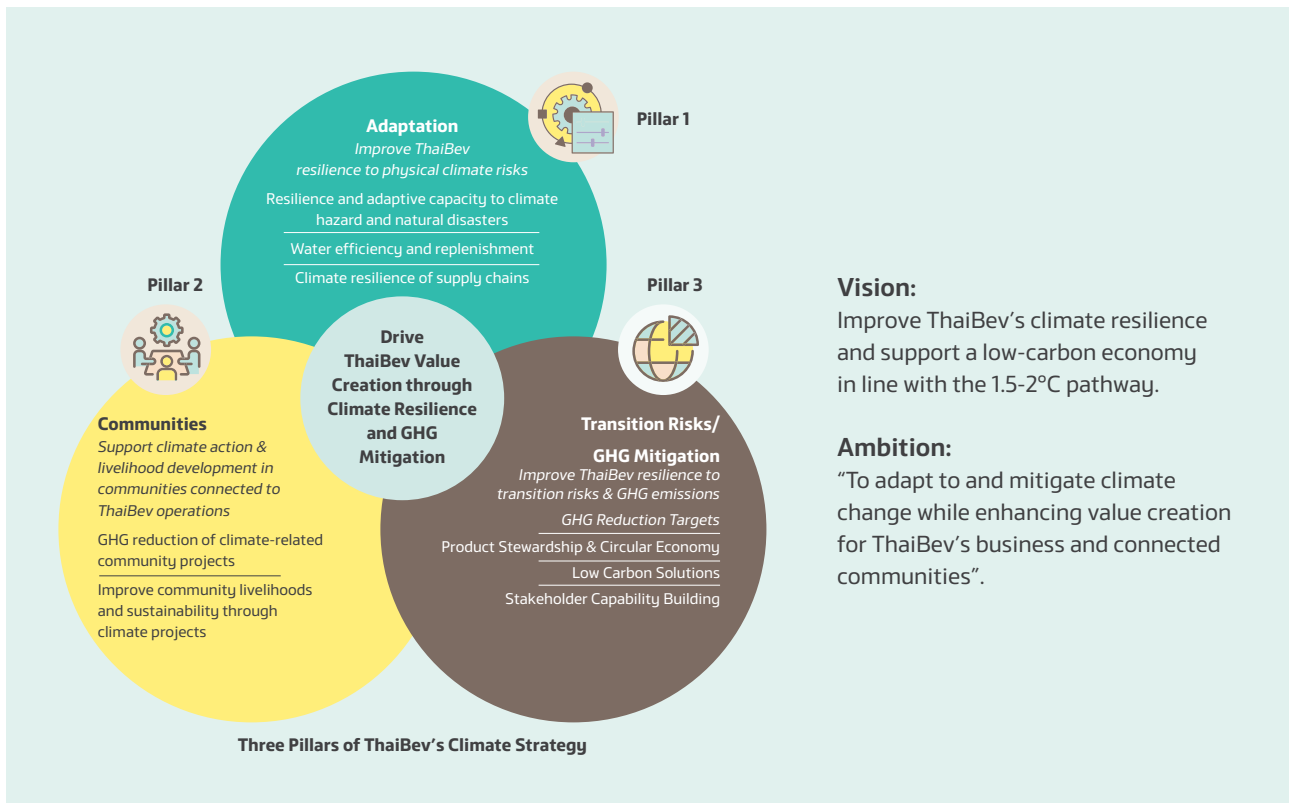 Pillar 1
Adaptation
Improve ThaiBev
resilience to physical climate risks
Resilience and adaptive capacity to climate
hazard and natural disasters
Water efficiency and replenishment
Climate resilience of supply chains
Pillar 2
Communities
Support climate action &
livelihood development in
communities connected to
ThaiBev operations
GHG reduction of climate-related
community projects
Improve community livelihoods
and sustainability through
climate projects
Drive
ThaiBev Value
Creation through
Climate Resilience
and GHG
Mitigation
Pillar 3
Transition Risks/
GHG Mitigation
Improve ThaiBev resilience to
transition risks & GHG emissions
GHG Reduction Targets
Product Stewardship & Circular Economy
Low Carbon Solutions
Stakeholder Capability Building
Three Pillars of ThaiBev's Climate Strategy
Vision:
Improve ThaiBev's climate resilience
and support a low-carbon economy
in line with the 1.5-2°C pathway.
Ambition:
“To adapt to and mitigate climate
change while enhancing value creation
for ThaiBev's business and connected
communities”.